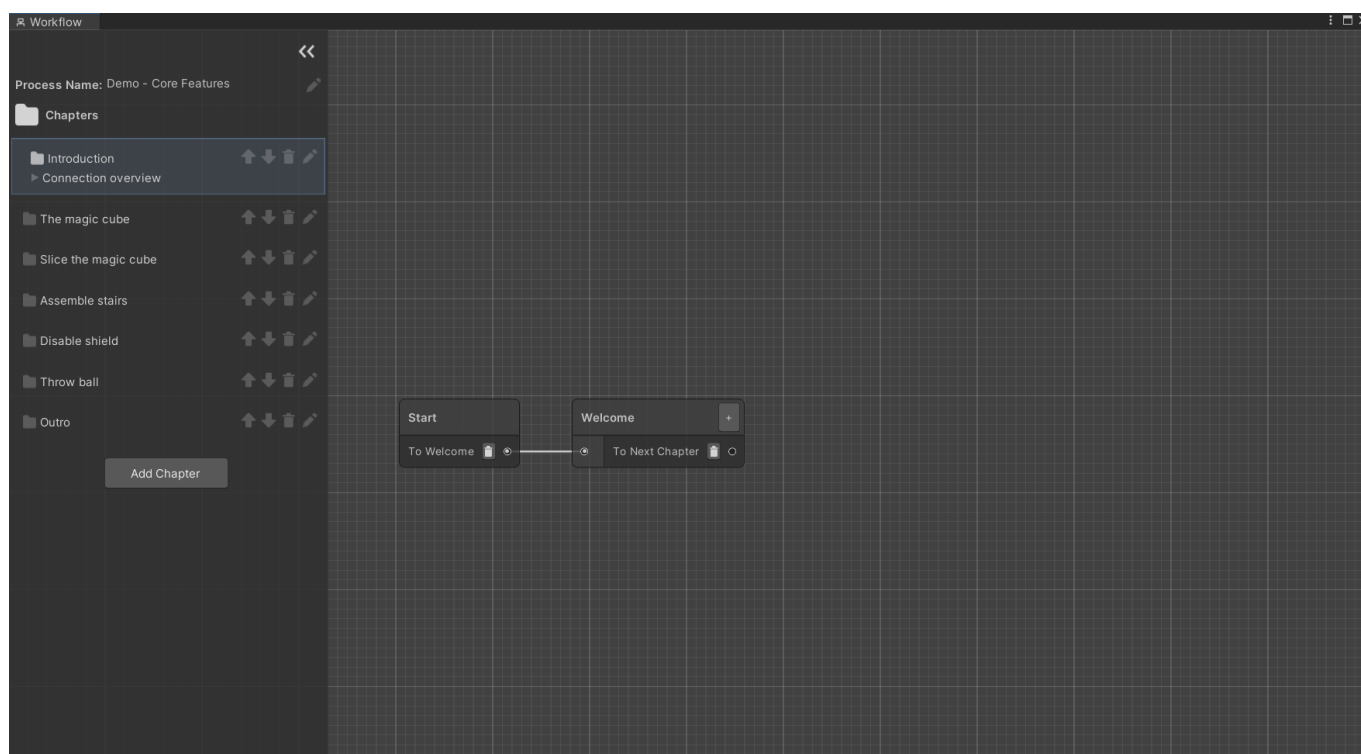 Workflow
Process Name: Demo - Core Features
Chapters
Introduction
Connection overview
The magic cube
Slice the magic cube
Assemble stairs
Disable shield
Throw ball
Outro
Add Chapter
Start
To Welcome
Welcome
+
To Next Chapter